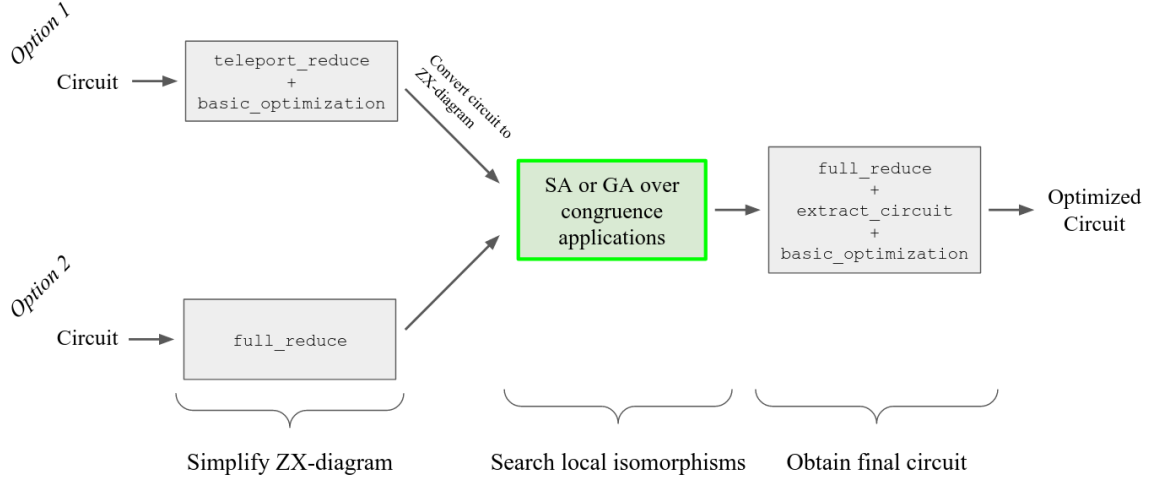 Option 1
Circuit
teleport_reduce
+
basic_optimization
Convert circuit to
ZX-diagram
SA or GA over
congruence
applications
full_reduce
+
extract_circuit
+
basic_optimization
Optimized
Circuit
Option 2
Circuit
full_reduce
Simplify ZX-diagram
Search local isomorphisms
Obtain final circuit